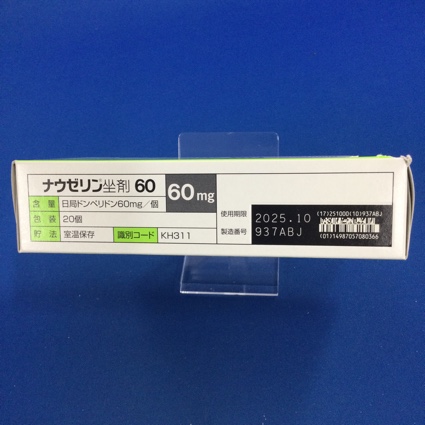 ナウゼリン®坐剤 60
60mg
含量 日局ドンペリドン60mg/個
包装 20個
貯法 室温保存 識別コード KH311
使用期限 2025.10
製造番号 937ABJ
(17)251000(10)937ABJ
(01)14987057080366